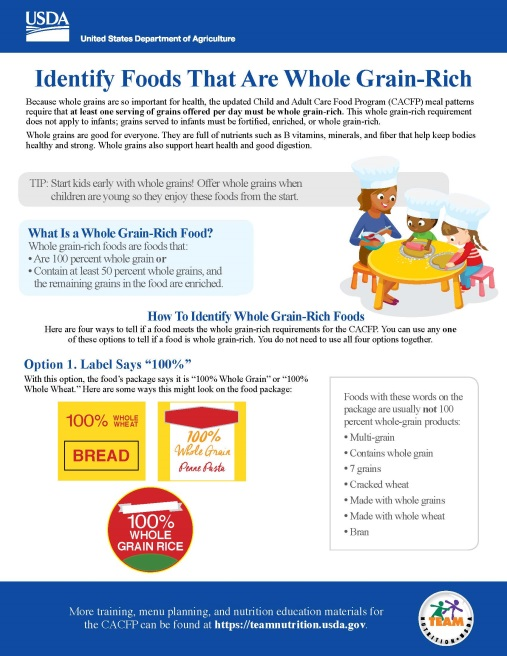 USDA
United States Department of Agriculture
Identify Foods That Are Whole Grain-Rich
Because whole grains are so important for health, the updated Child and Adult Care Food Program (CACFP) meal patterns
require that at least one serving of grains offered per day must be whole grain-rich. This whole grain-rich requirement
does not apply to infants; grains served to infants must be fortified, enriched, or whole grain-rich.
Whole grains are good for everyone. They are full of nutrients such as B vitamins, minerals, and fiber that help keep bodies
healthy and strong. Whole grains also support heart health and good digestion.
TIP: Start kids early with whole grains! Offer whole grains when
children are young so they enjoy these foods from the start.
What Is a Whole Grain-Rich Food?
Whole grain-rich foods are foods that:
• Are 100 percent whole grain or
• Contain at least 50 percent whole grains, and
the remaining grains in the food are enriched.
How To Identify Whole Grain-Rich Foods
Here are four ways to tell if a food meets the whole grain-rich requirements for the CACFP. You can use any one
of these options to tell if a food is whole grain-rich. You do not need to use all four options together.
Option 1. Label Says “100%”
With this option, the food’s package says it is “100% Whole Grain” or “100%
Whole Wheat.” Here are some ways this might look on the food package:
100% WHOLE
WHEAT
BREAD
100%
Whole Grain
Penne Pasta
100%
WHOLE
GRAIN RICE
Foods with these words on the
package are usually not 100
percent whole-grain products:
• Multi-grain
• Contains whole grain
• 7 grains
• Cracked wheat
• Made with whole grains
• Made with whole wheat
• Bran
More training, menu planning, and nutrition education materials for
the CACFP can be found at https://teamnutrition.usda.gov.
TEAM
NUTRITION • USDA